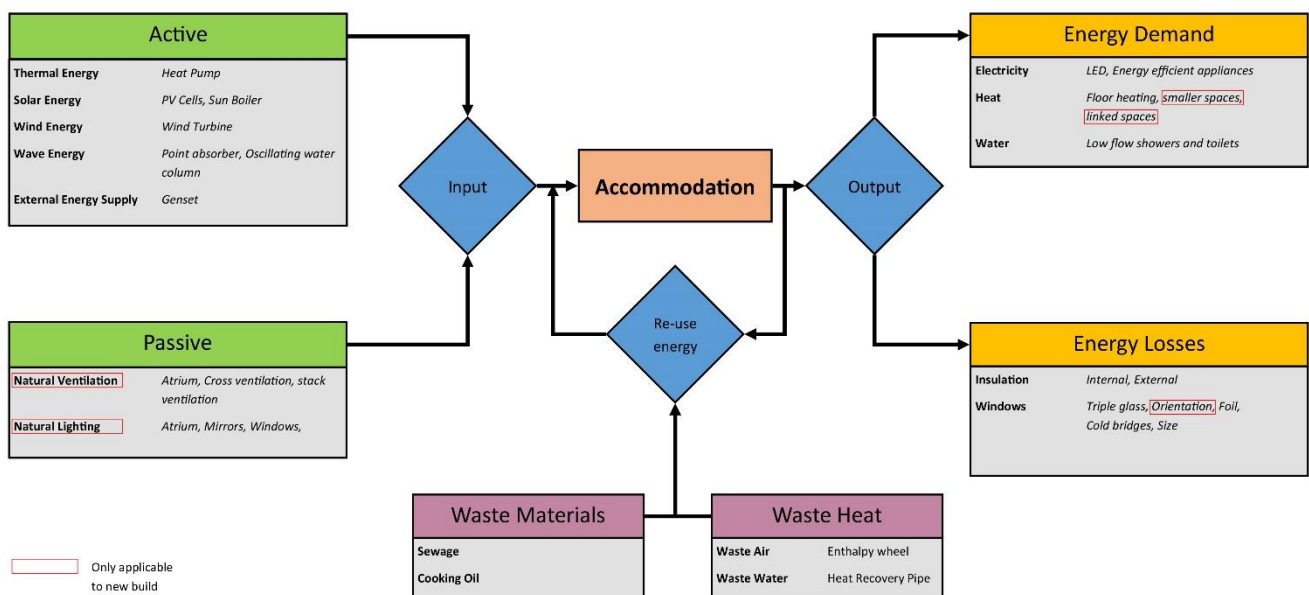 Active
Thermal Energy Heat Pump
Solar Energy PV Cells, Sun Boiler
Wind Energy Wind Turbine
Wave Energy Point absorber, Oscillating water
column
External Energy Supply Genset
Passive
Natural Ventilation Atrium, Cross ventilation, stack
ventilation
Natural Lighting Atrium, Mirrors, Windows,
Input
Accommodation
Output
Re-use
energy
Energy Demand
Electricity LED, Energy efficient appliances
Heat Floor heating, smaller spaces,
linked spaces
Water Low flow showers and toilets
Energy Losses
Insulation Internal, External
Windows Triple glass, Orientation, Foil,
Cold bridges, Size
Waste Materials
Sewage
Cooking Oil
Waste Heat
Waste Air Enthalpy wheel
Waste Water Heat Recovery Pipe
Only applicable
to new build